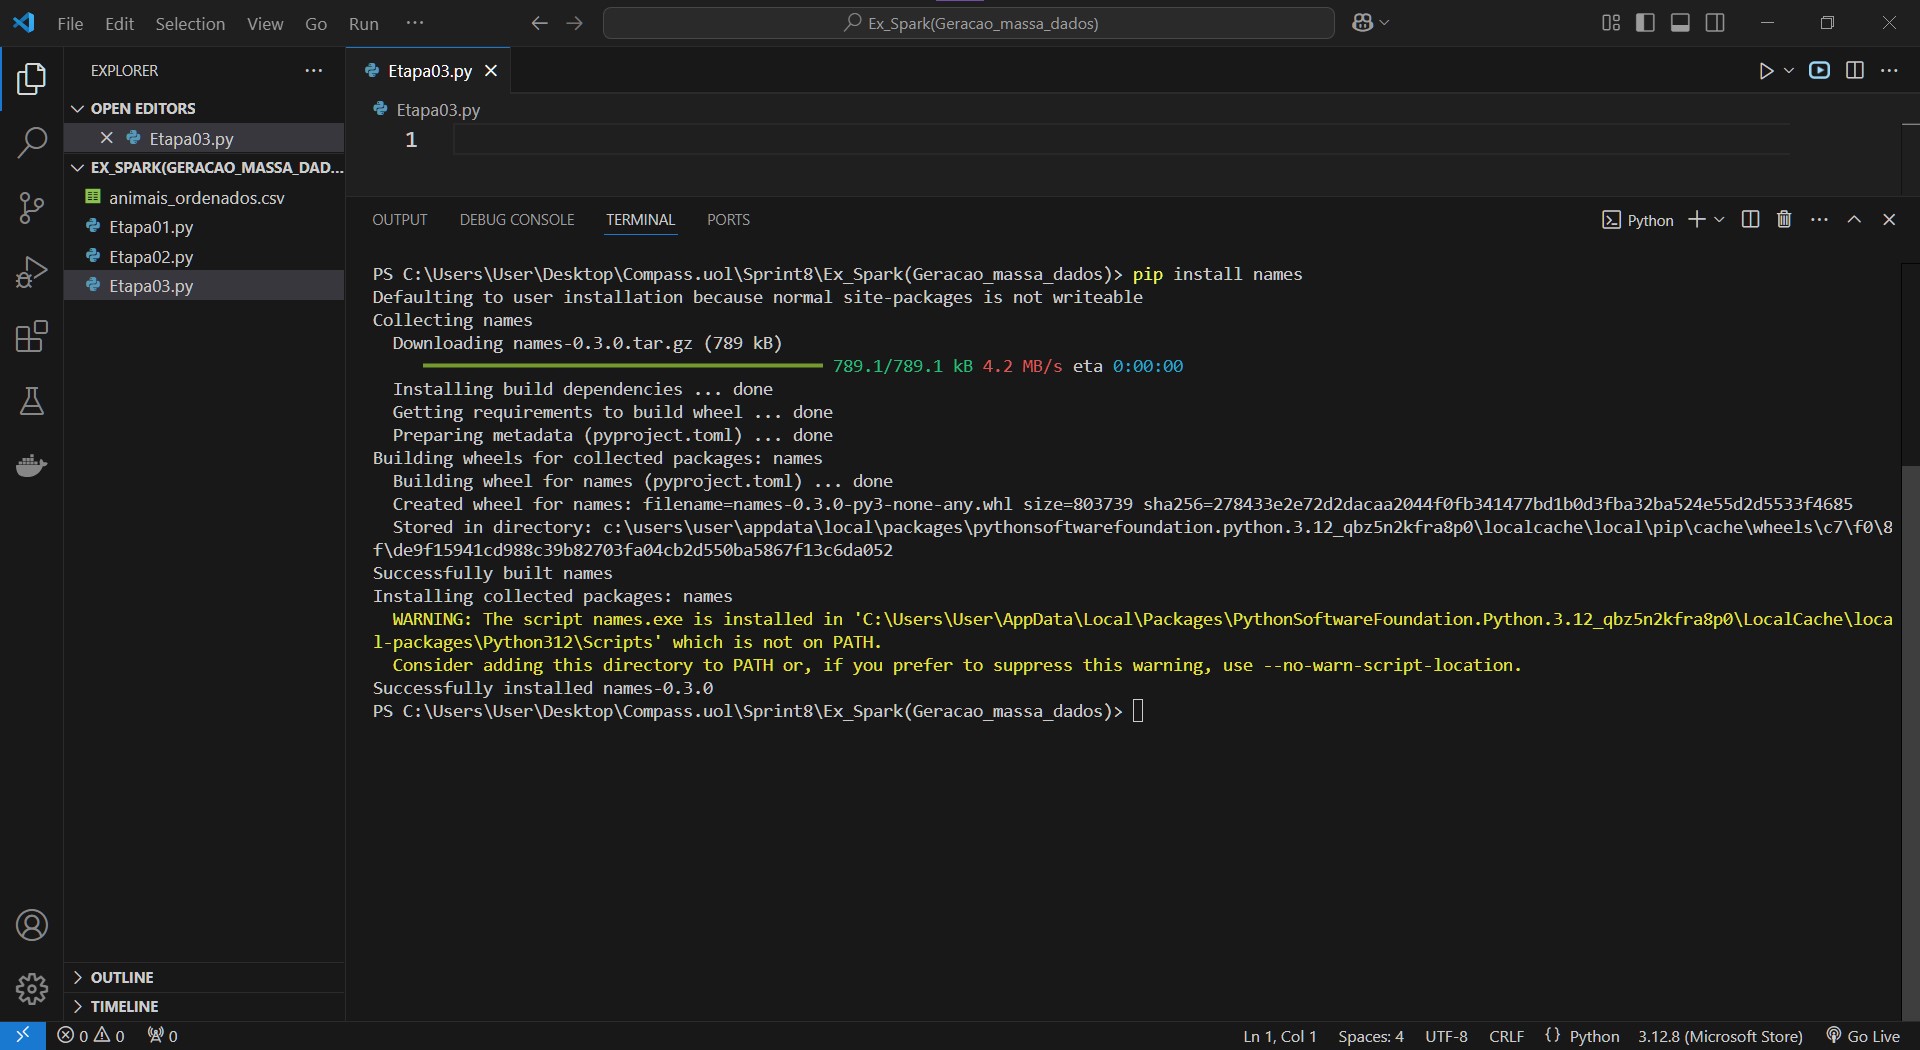 File Edit Selection View Go Run ···
Ex_Spark(Geracao_massa_dados)
EXPLORER ···
OPEN EDITORS
Etapa03.py
EX_SPARK(GERACAO_MASSA_DAD...
animais_ordenados.csv
Etapa01.py
Etapa02.py
Etapa03.py
OUTLINE
TIMELINE
Etapa03.py
Etapa03.py
1
OUTPUT DEBUG CONSOLE TERMINAL PORTS
Python
PS C:\Users\User\Desktop\Compass.uol\Sprint8\Ex_Spark(Geracao_massa_dados)> pip install names
Defaulting to user installation because normal site-packages is not writeable
Collecting names
Downloading names-0.3.0.tar.gz (789 kB)
789.1/789.1 kB 4.2 MB/s eta 0:00:00
Installing build dependencies ... done
Getting requirements to build wheel ... done
Preparing metadata (pyproject.toml) ... done
Building wheels for collected packages: names
Building wheel for names (pyproject.toml) ... done
Created wheel for names: filename=names-0.3.0-py3-none-any.whl size=803739 sha256=278433e2e72d2dacaa2044f0fb341477bd1b0d3fba32ba524e55d2d5533f4685
Stored in directory: c:\users\user\appdata\local\packages\pythonsoftwarefoundation.python.3.12_qbz5n2kfra8p0\localcache\local\pip\cache\wheels\c7\f0\8
f\de9f15941cd988c39b82703fa04cb2d550ba5867f13c6da052
Successfully built names
Installing collected packages: names
WARNING: The script names.exe is installed in 'C:\Users\User\AppData\Local\Packages\PythonSoftwareFoundation.Python.3.12_qbz5n2kfra8p0\LocalCache\loca
l-packages\Python312\Scripts' which is not on PATH.
Consider adding this directory to PATH or, if you prefer to suppress this warning, use --no-warn-script-location.
Successfully installed names-0.3.0
PS C:\Users\User\Desktop\Compass.uol\Sprint8\Ex_Spark(Geracao_massa_dados)>
0 0 0
Ln 1, Col 1 Spaces: 4 UTF-8 CRLF {} Python 3.12.8 (Microsoft Store) Go Live